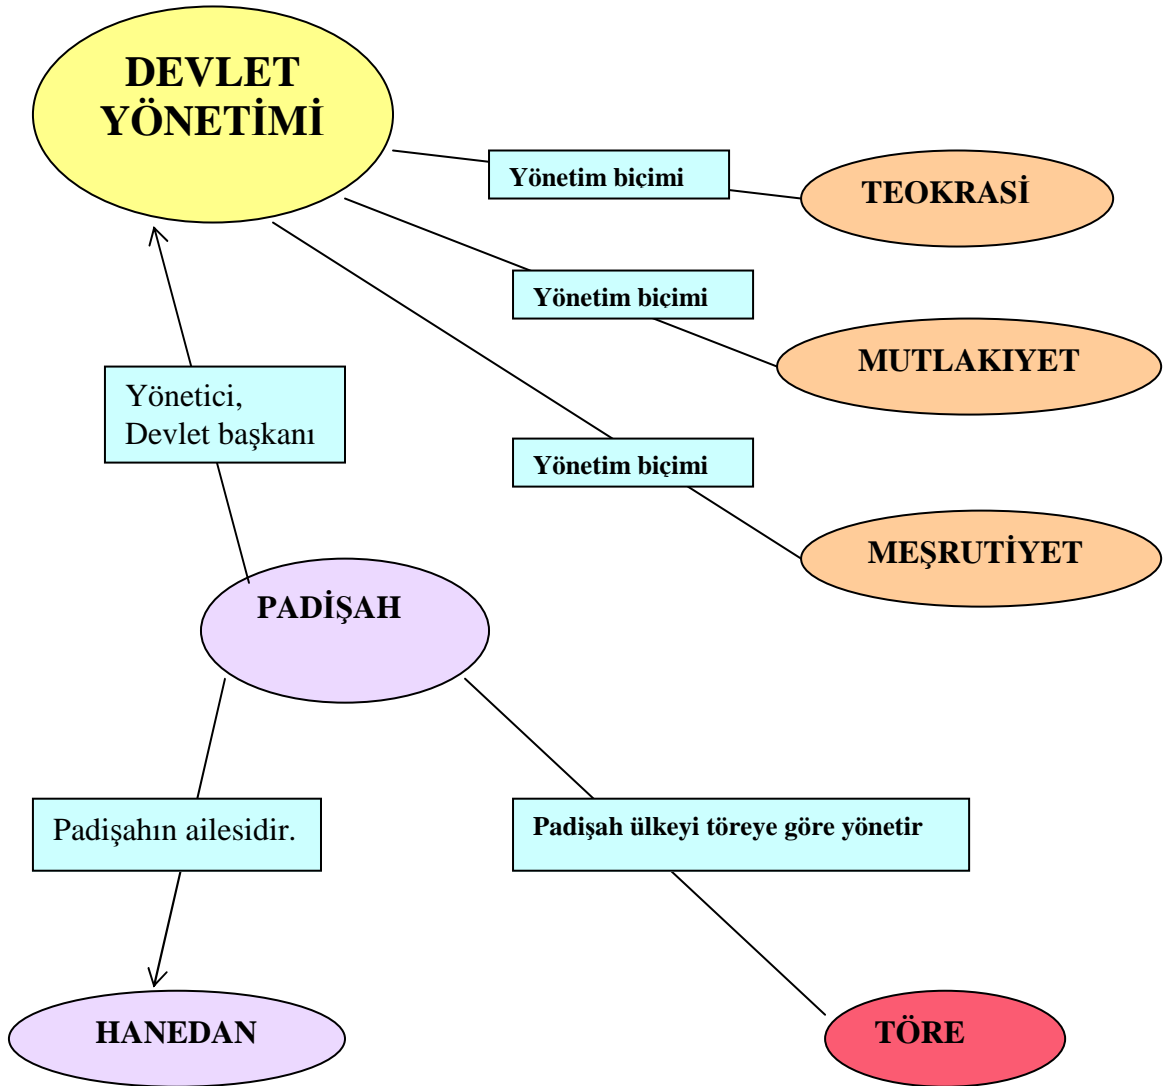 DEVLET
YÖNETİMİ
Yönetim biçimi
TEOKRASİ
Yönetim biçimi
MUTLAKIYET
Yönetici,
Devlet başkanı
Yönetim biçimi
MEŞRUTİYET
PADİŞAH
Padişahın ailesidir.
Padişah ülkeyi töreye göre yönetir
HANEDAN
TÖRE